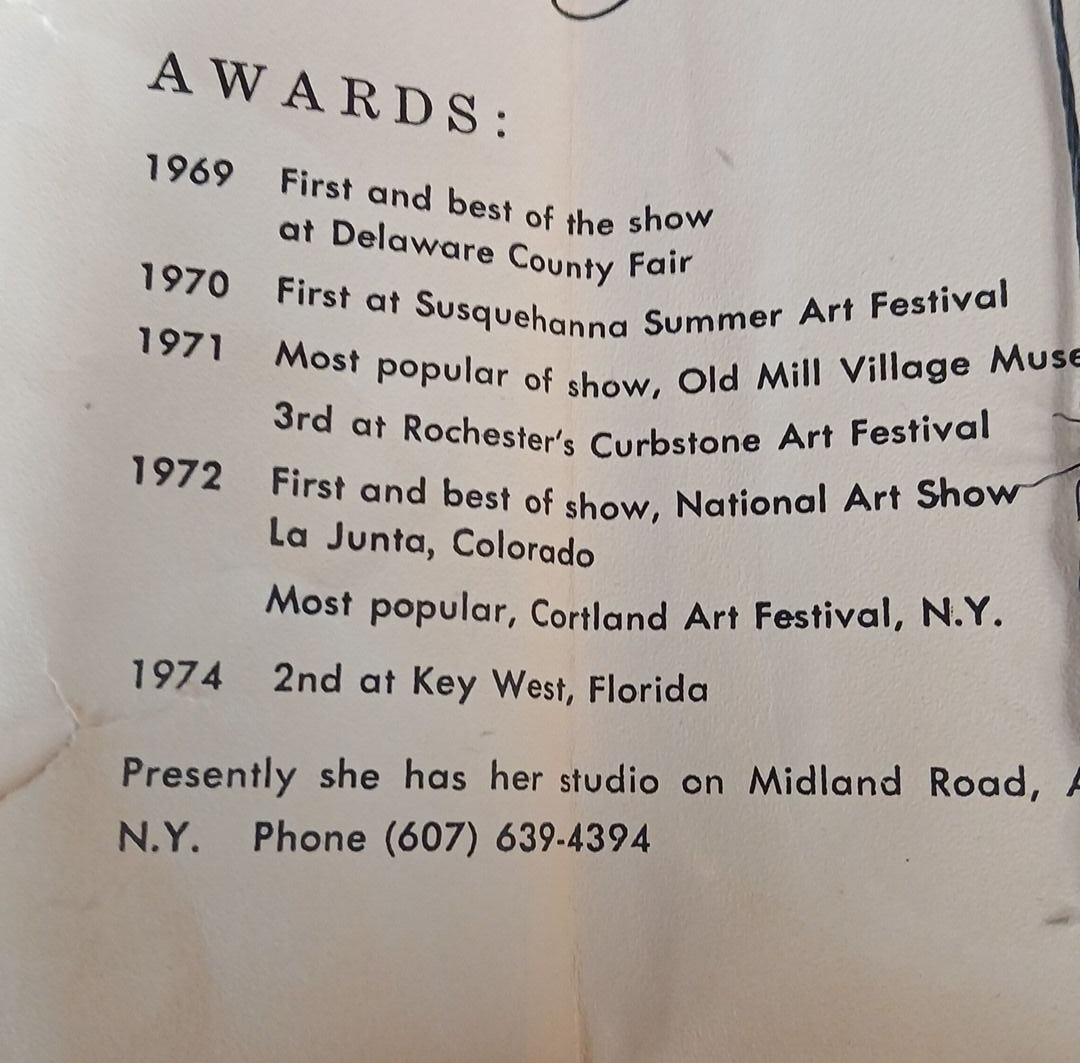 AWARDS:
1969 First and best of the show
at Delaware County Fair
1970 First at Susquehanna Summer Art Festival
1971 Most popular of show, Old Mill Village
3rd at Rochester's Curbstone Art Festival
1972 First and best of show, National Art Show
La Junta, Colorado
Most popular, Cortland Art Festival, N.Y.
1974 2nd at Key West, Florida
Presently she has her studio on Midland Road,
N.Y. Phone (607) 639-4394